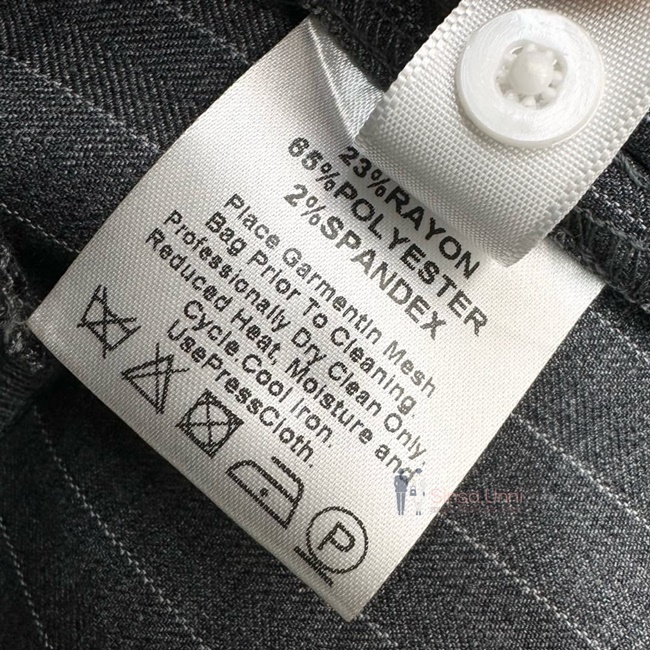 23%RAYON
65%POLYESTER
2%SPANDEX
Place Garmentin Mesh
Bag Prior To Cleaning
Professionally Dry Clean Only.
Reduced Heat, Moisture and
Cycle Cool Iron.
UsePressCloth.
P